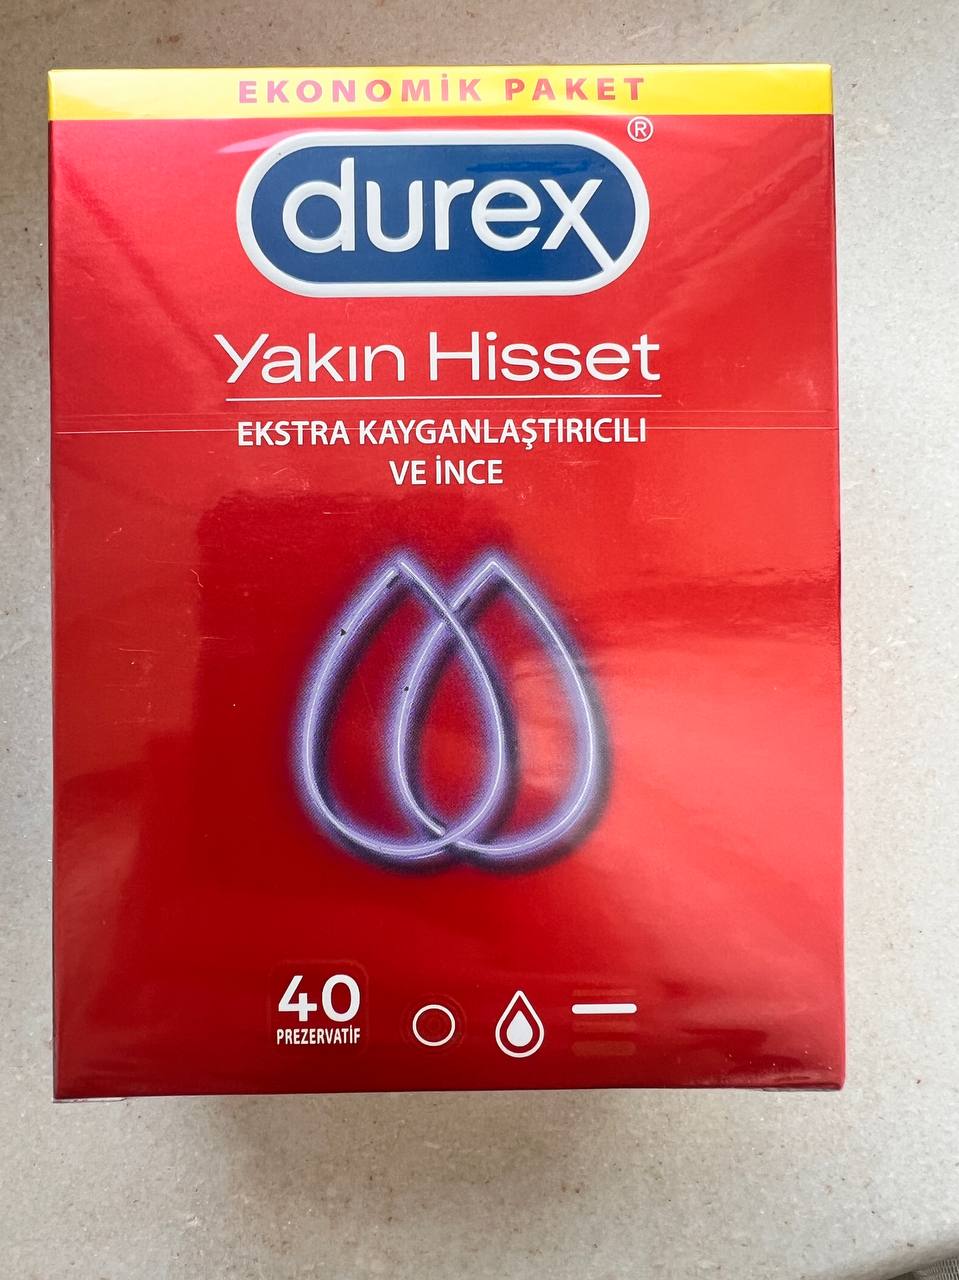 EKONOMİK PAKET
durex®
Yakın Hisset
EKSTRA KAYGANLAŞTIRICILI
VE İNCE
40
PREZERVATİF